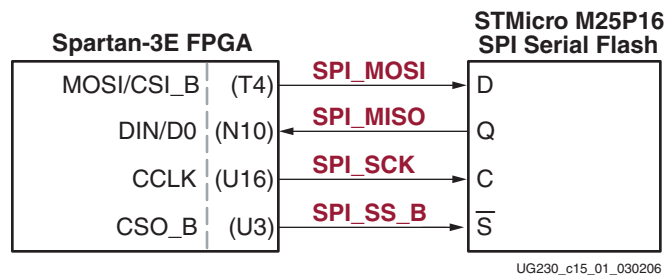 STMicro M25P16
Spartan-3E FPGA
SPI Serial Flash
MOSI/CSI_B (T4) SPI_MOSI D
DIN/D0 (N10) SPI_MISO Q
CCLK (U16) SPI_SCK C
CSO_B (U3) SPI_SS_B S̅
UG230_c15_01_030206